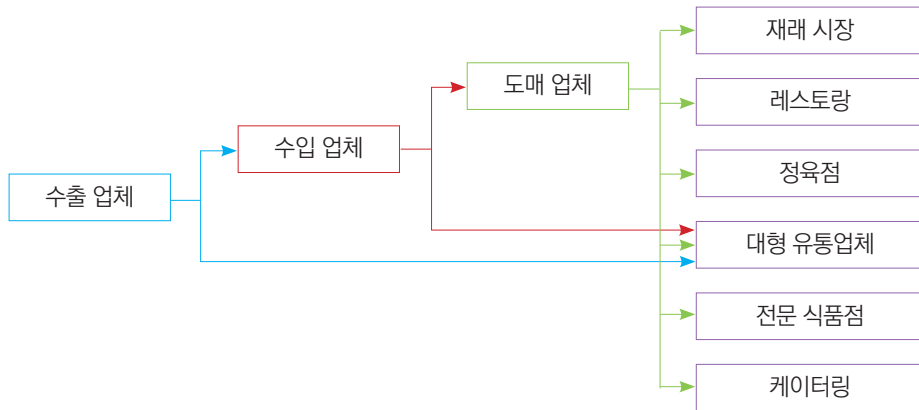 재래 시장
도매 업체
레스토랑
수입 업체
정육점
수출 업체
대형 유통업체
전문 식품점
케이터링